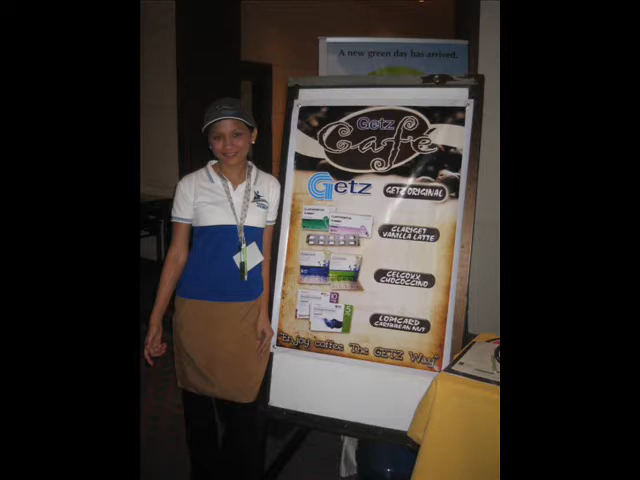 A new green day has arrived.
Getz
Café
Getz
GETZ ORIGINAL
CLARIGET
VANILLA LATTE
CELCOXX
CHOCOCCINO
LOPICARD
CARIBBEAN NUT
"Enjoy coffee The GETZ Way"